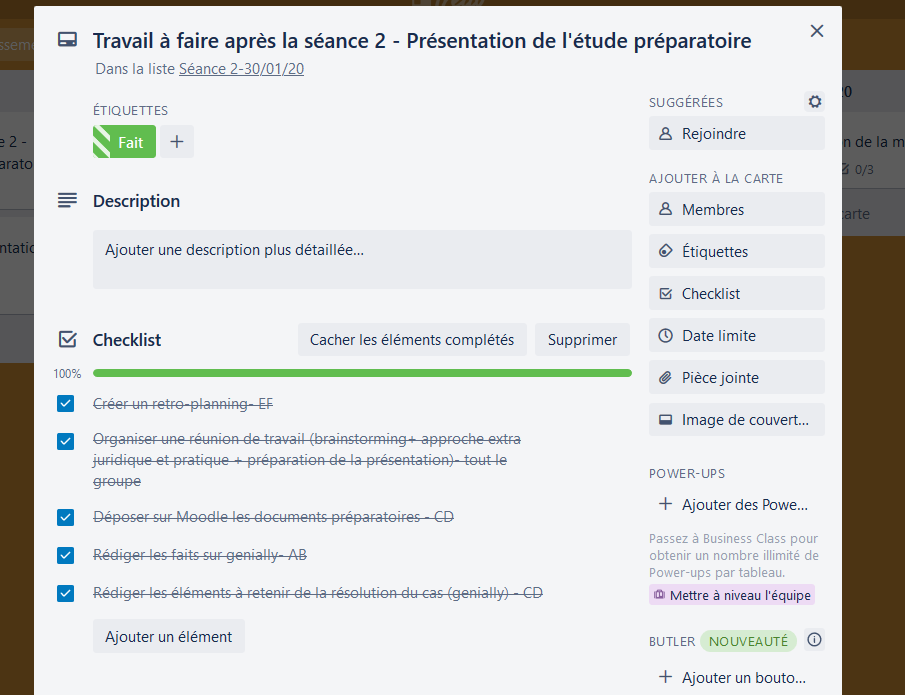 Travail à faire après la séance 2 - Présentation de l'étude préparatoire
Dans la liste Séance 2-30/01/20
ÉTIQUETTES
Fait
Description
Ajouter une description plus détaillée…
Checklist
Cacher les éléments complétés
Supprimer
100%
Créer un retro-planning- EF
Organiser une réunion de travail (brainstorming+ approche extra
juridique et pratique + préparation de la présentation)- tout le
groupe
Déposer sur Moodle les documents préparatoires - CD
Rédiger les faits sur genially- AB
Rédiger les éléments à retenir de la résolution du cas (genially) - CD
Ajouter un élément
SUGGÉRÉES
Rejoindre
AJOUTER À LA CARTE
Membres
Étiquettes
Checklist
Date limite
Pièce jointe
Image de couvert…
POWER-UPS
+ Ajouter des Powe…
Passez à Business Class pour
obtenir un nombre illimité de
Power-ups par tableau.
Mettre à niveau l'équipe
BUTLER NOUVEAUTÉ
+ Ajouter un bouto…
e 2 -
n de la m
0/3
carte